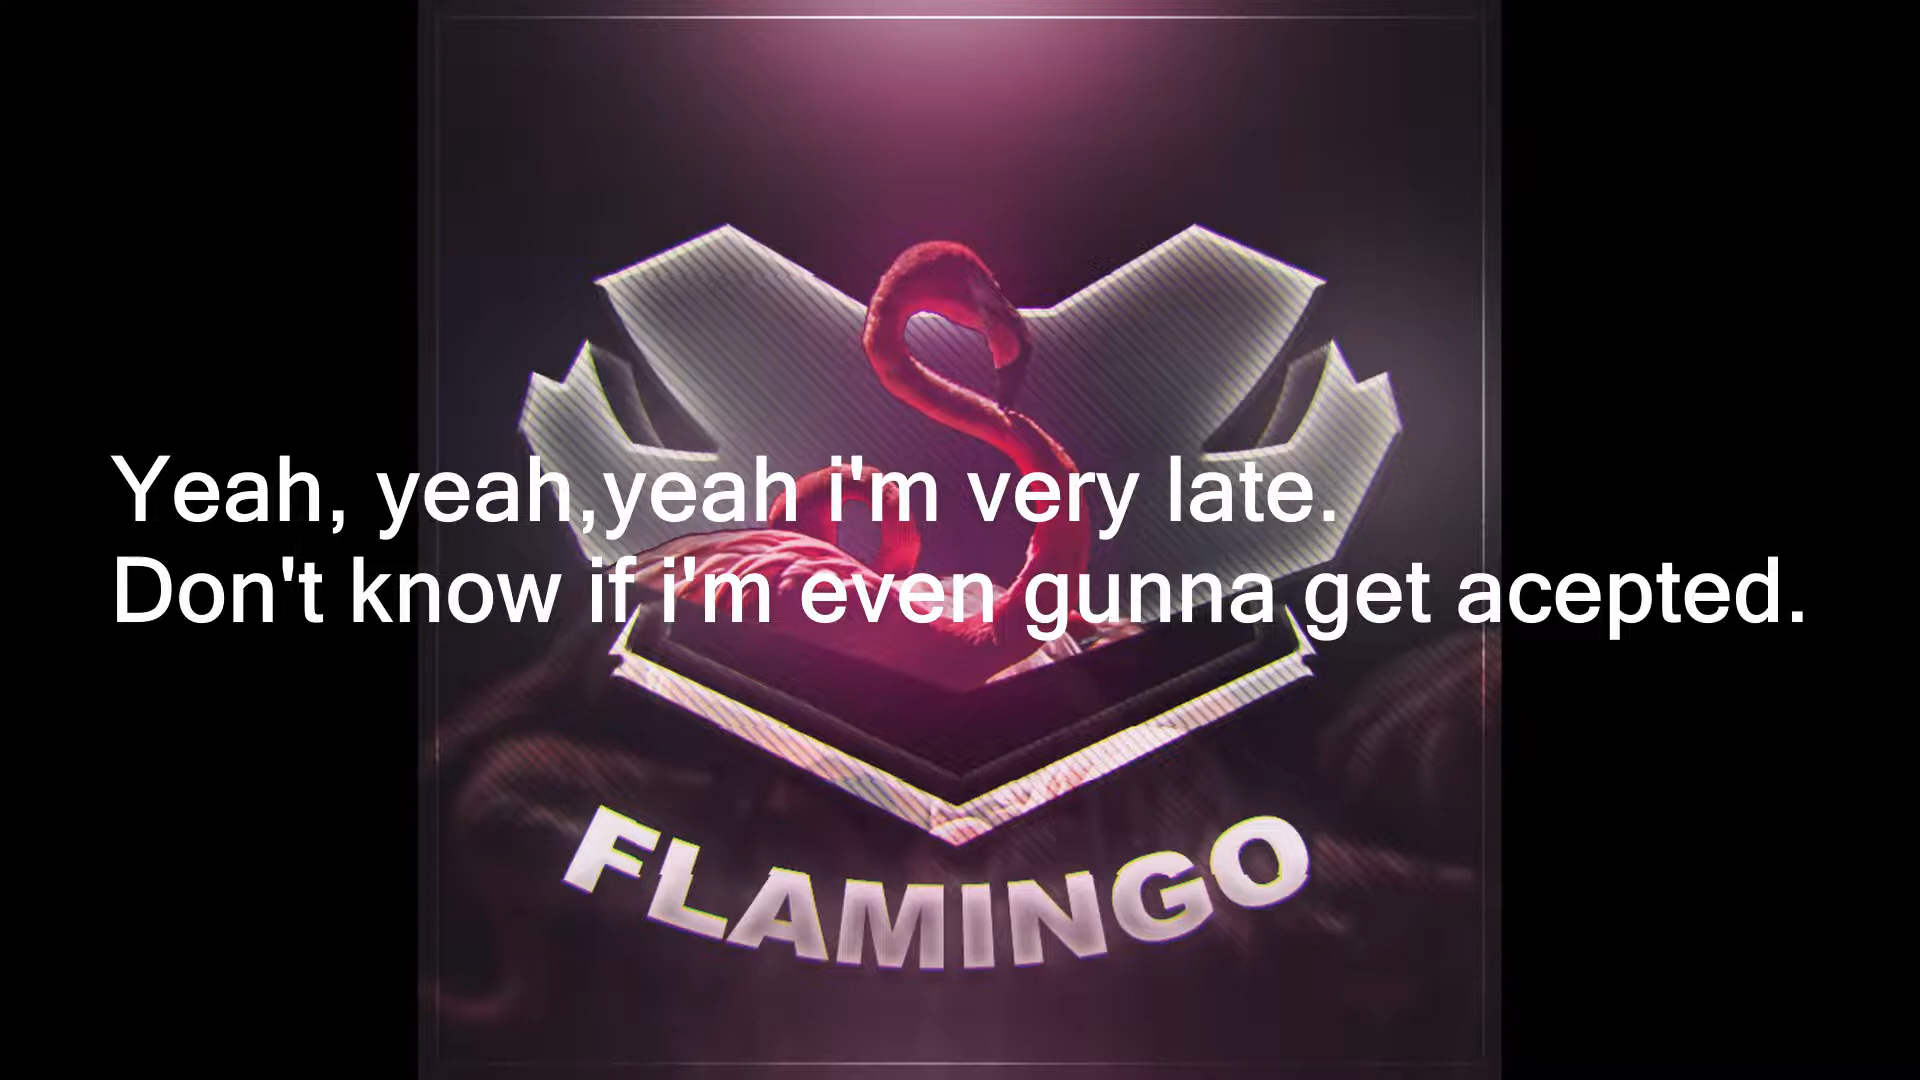 Yeah, yeah,yeah i'm very late.
Don't know if i'm even gunna get acepted.
FLAMINGO